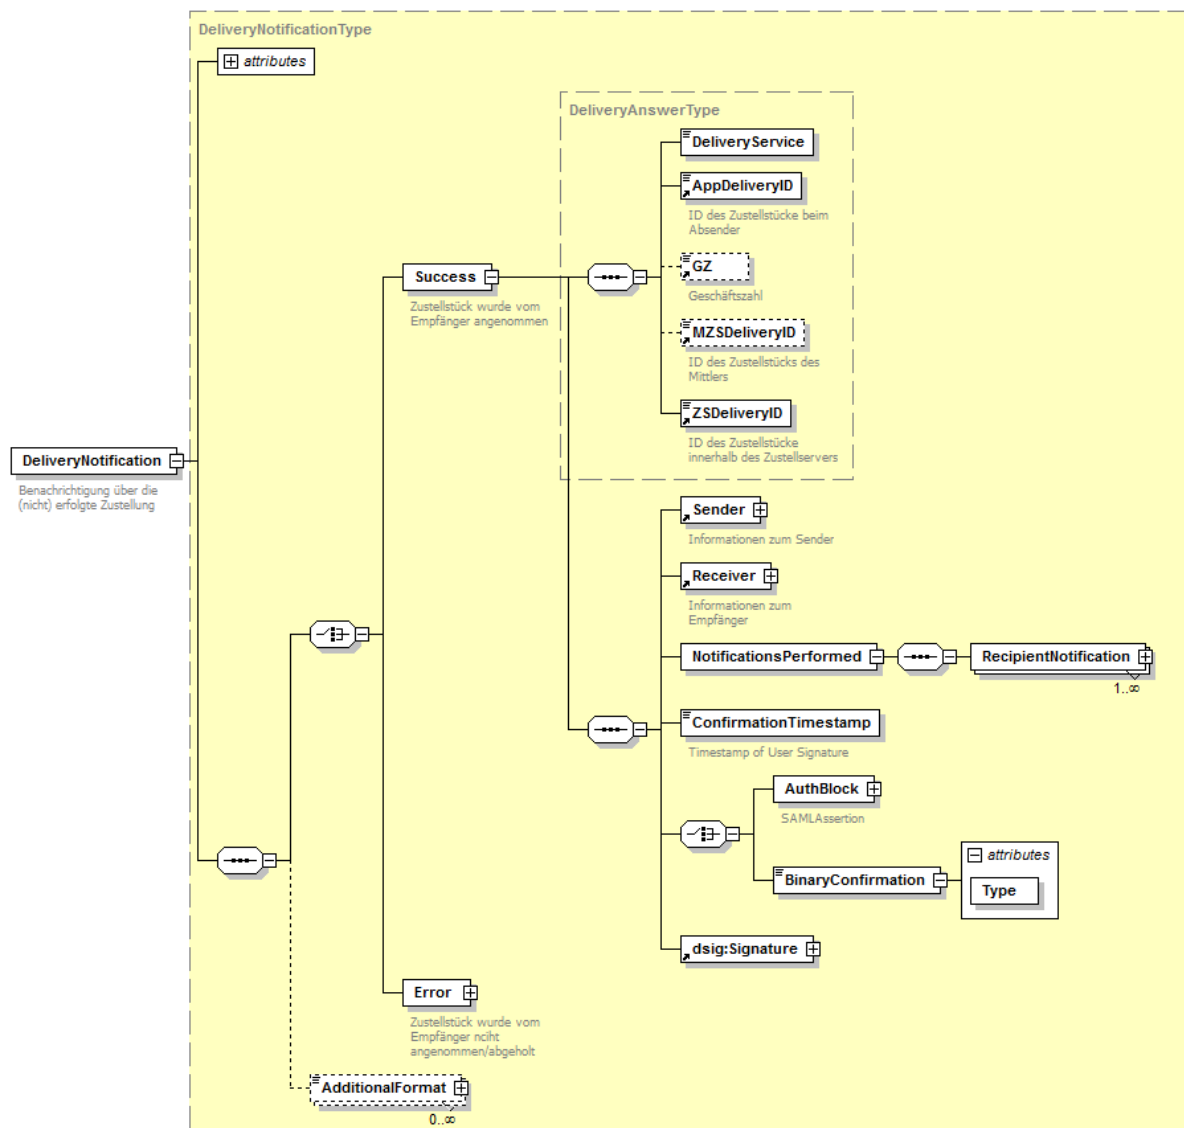 DeliveryNotificationType
attributes
DeliveryAnswerType
DeliveryService
AppDeliveryID
ID des Zustellstücke beim
Absender
GZ
Geschäftszahl
MZSDeliveryID
ID des Zustellstücks des
Mittlers
ZSDeliveryID
ID des Zustellstücke
innerhalb des Zustellservers
Success
Zustellstück wurde vom
Empfänger angenommen
DeliveryNotification
Benachrichtigung über die
(nicht) erfolgte Zustellung
Sender
Informationen zum Sender
Receiver
Informationen zum
Empfänger
NotificationsPerformed
RecipientNotification
1..∞
ConfirmationTimestamp
Timestamp of User Signature
AuthBlock
SAMLAssertion
BinaryConfirmation
attributes
Type
dsig:Signature
Error
Zustellstück wurde vom
Empfänger nciht
angenommen/abgeholt
AdditionalFormat
0..∞